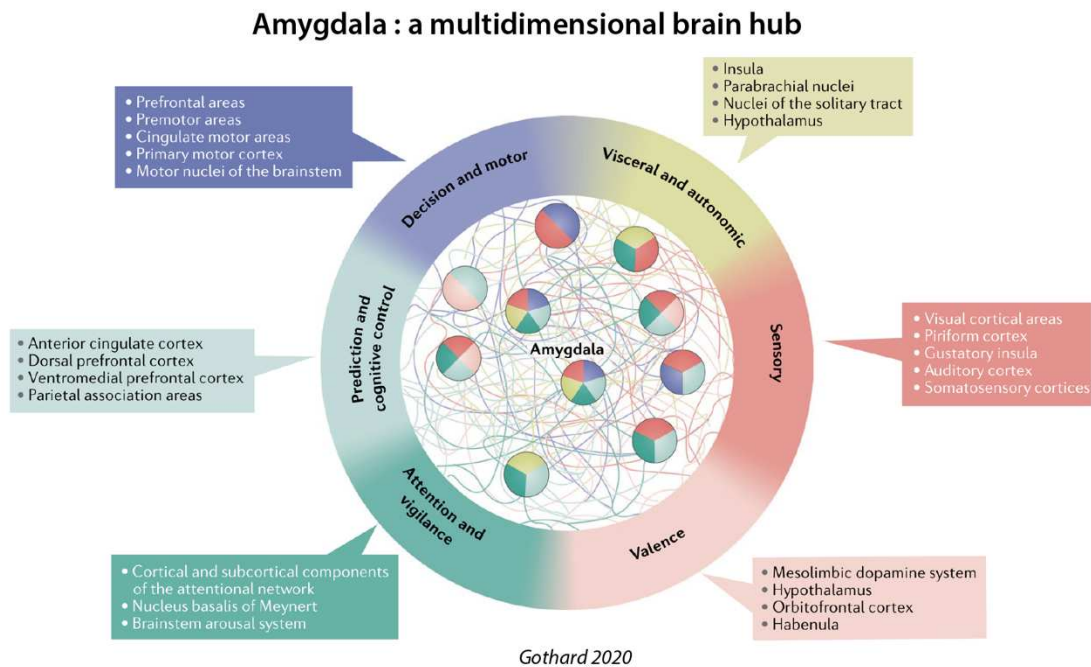 Amygdala : a multidimensional brain hub
• Prefrontal areas
• Premotor areas
• Cingulate motor areas
• Primary motor cortex
• Motor nuclei of the brainstem
• Insula
• Parabrachial nuclei
• Nuclei of the solitary tract
• Hypothalamus
Decision and motor
Visceral and autonomic
• Anterior cingulate cortex
• Dorsal prefrontal cortex
• Ventromedial prefrontal cortex
• Parietal association areas
Prediction and
cognitive control
Amygdala
Sensory
• Visual cortical areas
• Piriform cortex
• Gustatory insula
• Auditory cortex
• Somatosensory cortices
Attention and
vigilance
Valence
• Cortical and subcortical components
of the attentional network
• Nucleus basalis of Meynert
• Brainstem arousal system
• Mesolimbic dopamine system
• Hypothalamus
• Orbitofrontal cortex
• Habenula
Gothard 2020